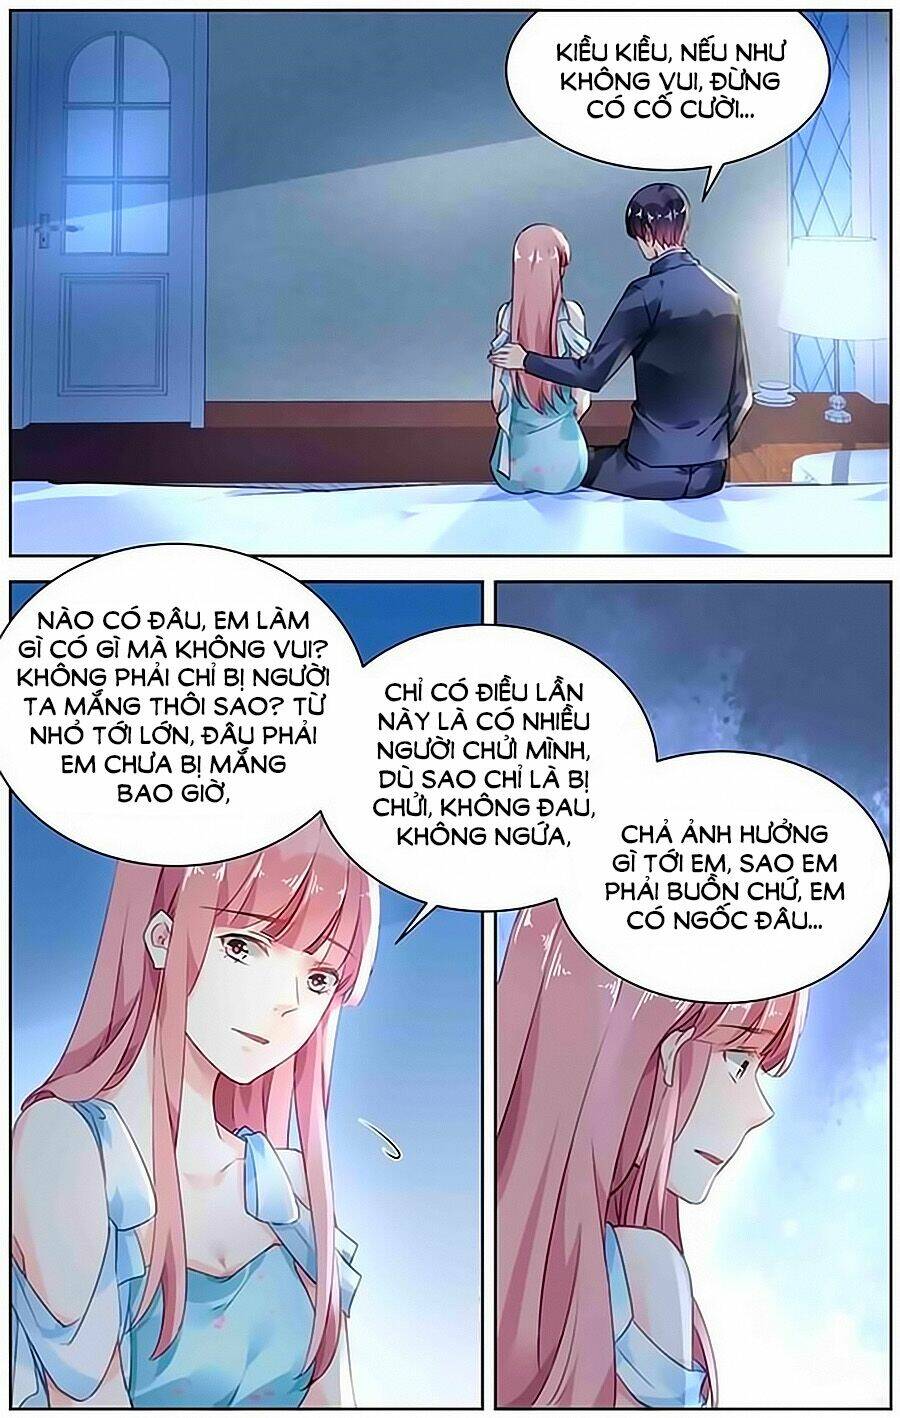 KIỀU KIỀU, NẾU NHƯ
KHÔNG VUI, ĐỪNG
CÓ CỐ CƯỜI...
NÀO CÓ ĐÂU, EM LÀM
GÌ CÓ GÌ MÀ KHÔNG VUI?
KHÔNG PHẢI CHỈ BỊ NGƯỜI
TA MẮNG THÔI SAO? TỪ
NHỎ TỚI LỚN, ĐÂU PHẢI
EM CHƯA BỊ MẮNG
BAO GIỜ,
CHỈ CÓ ĐIỀU LẦN
NÀY LÀ CÓ NHIỀU
NGƯỜI CHỬI MÌNH,
DÙ SAO CHỈ LÀ BỊ
CHỬI, KHÔNG ĐAU,
KHÔNG NGỨA,
CHẢ ẢNH HƯỞNG
GÌ TỚI EM, SAO EM
PHẢI BUỒN CHỨ, EM
CÓ NGỐC ĐÂU...